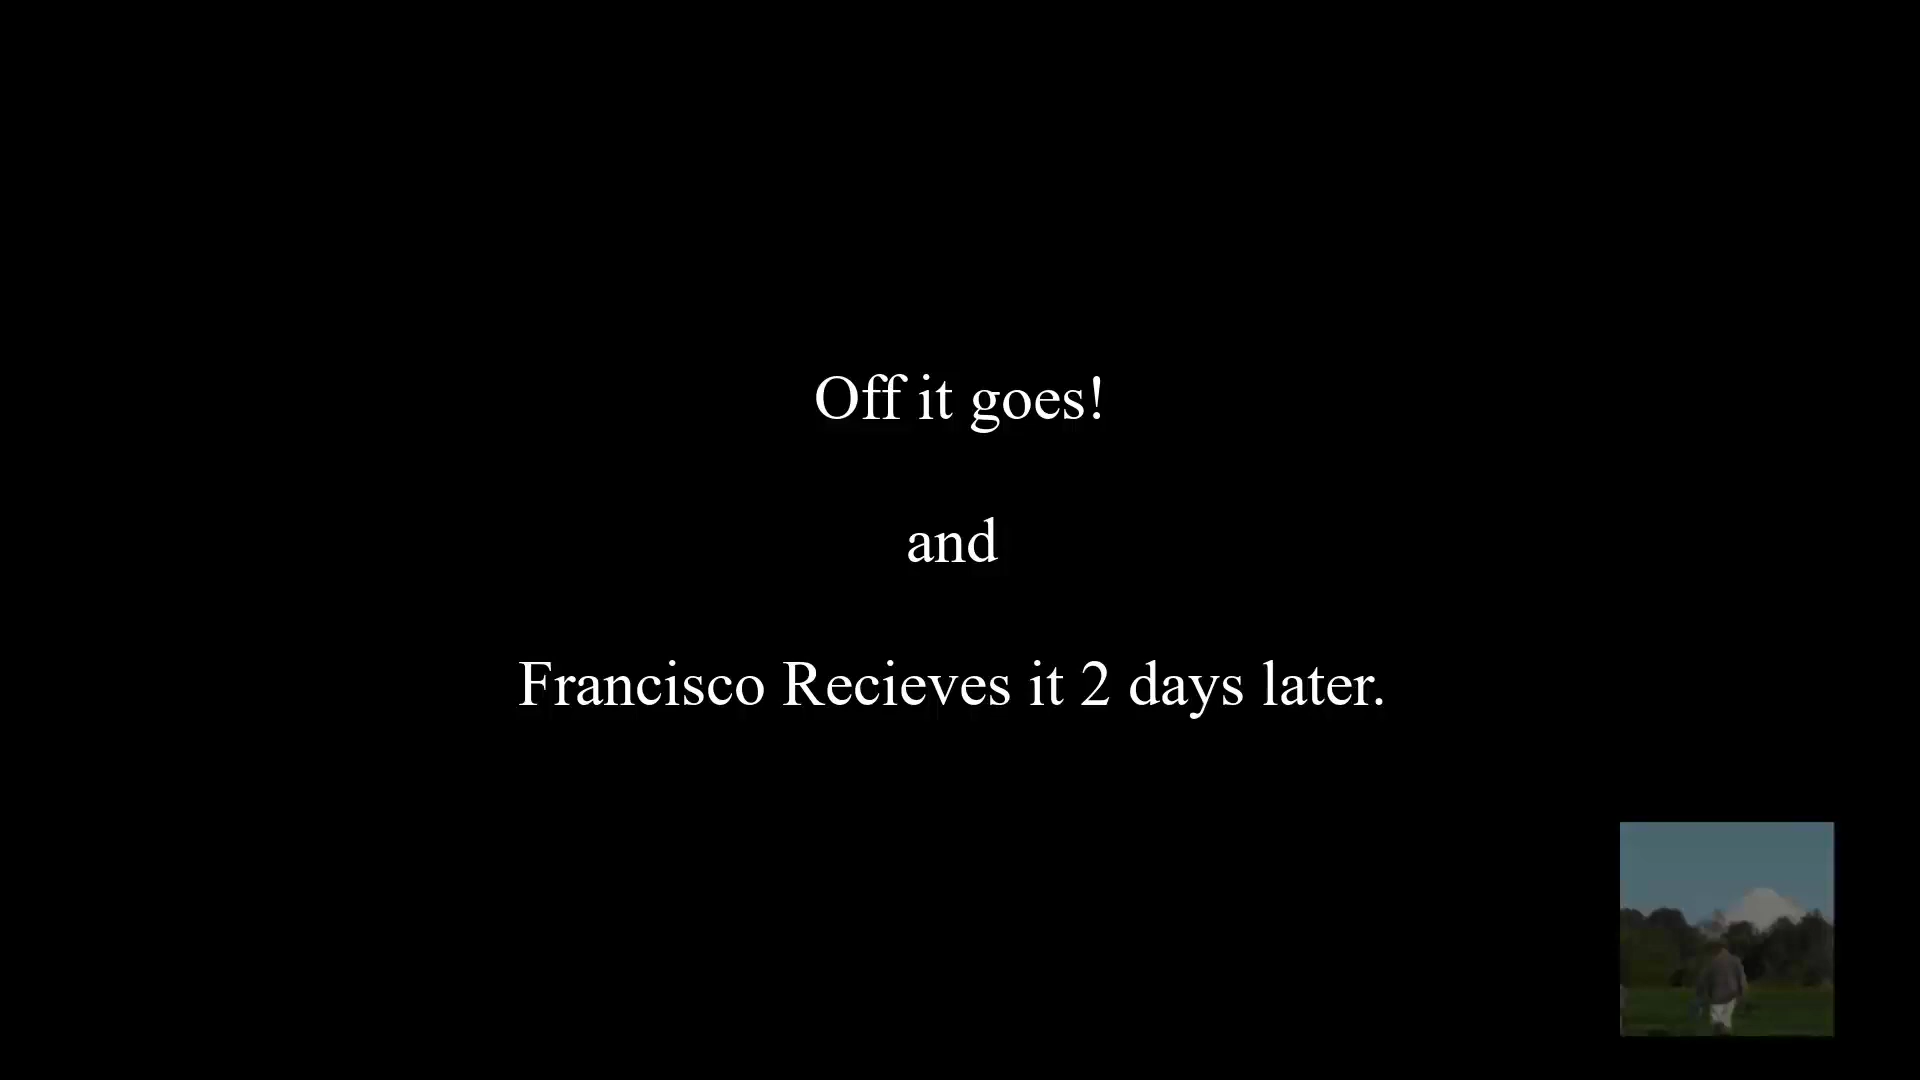 Off it goes!
and
Francisco Recieves it 2 days later.